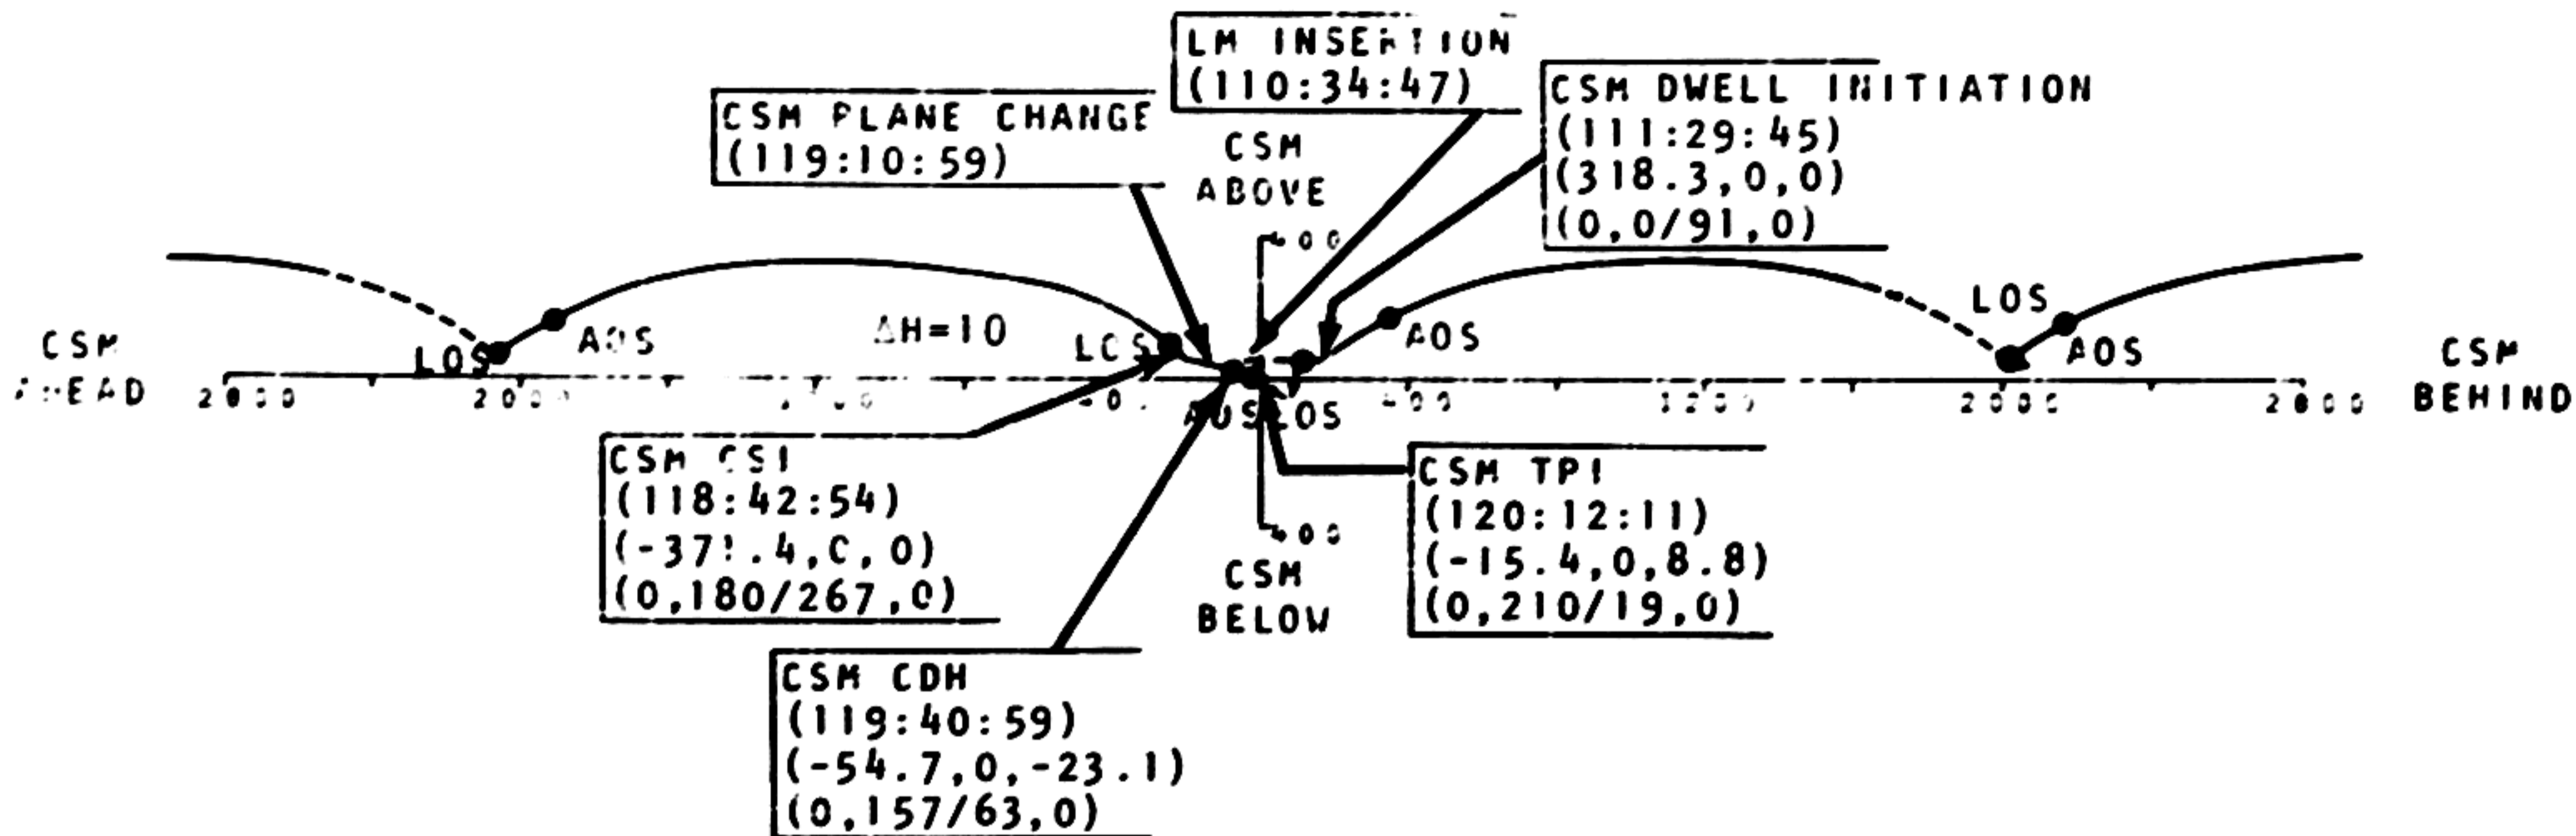 LM INSERTION
(110:34:47)
CSM PLANE CHANGE
(119:10:59)
CSM DWELL INITIATION
(111:29:45)
(318.3,0,0)
(0,0/91,0)
CSM
ABOVE
400
CSM
LOS
AOS
ΔH=10
LOS
AOS
LOS
AOS
CSM
BEHIND
2000
400
1200
2000
AOS LOS
400
CSM
BELOW
CSM CSI
(118:42:54)
(0,180/267,0)
CSM TPI
(120:12:11)
(-15.4,0,8.8)
(0,210/19,0)
CSM CDH
(119:40:59)
(-54.7,0,-23.1)
(0,157/63,0)